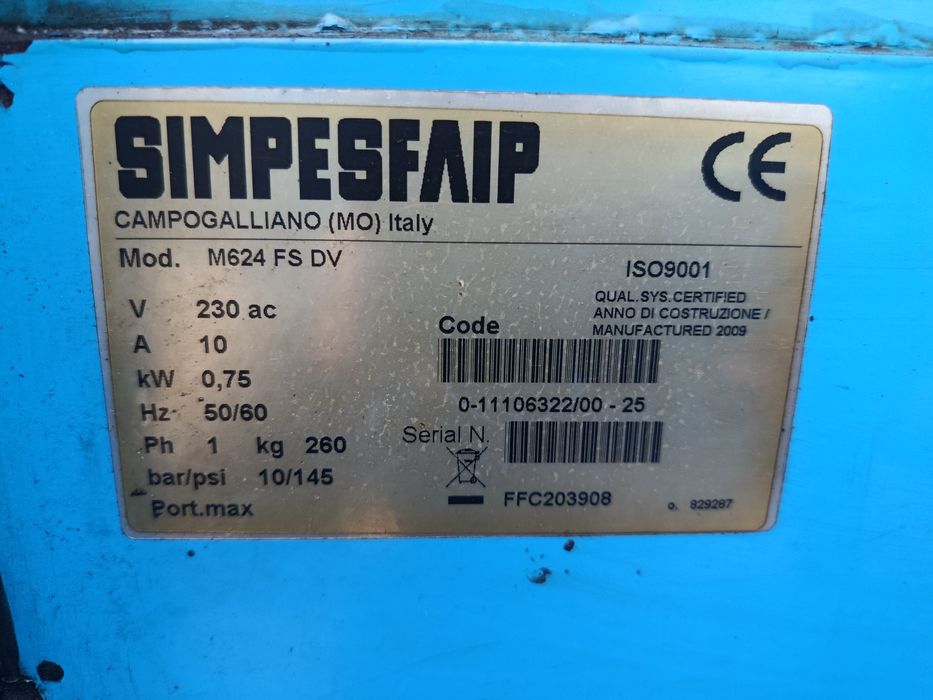 SIMPESFAIP
CE
CAMPOGALLIANO (MO) Italy
Mod. M624 FS DV
ISO9001
QUAL.SYS.CERTIFIED
ANNO DI COSTRUZIONE /
MANUFACTURED 2009
V 230 ac
A 10
kW 0,75
Hz 50/60
Ph 1 kg 260
bar/psi 10/145
Port.max
Code
0-11106322/00 - 25
Serial N.
FFC203908
o. 829287